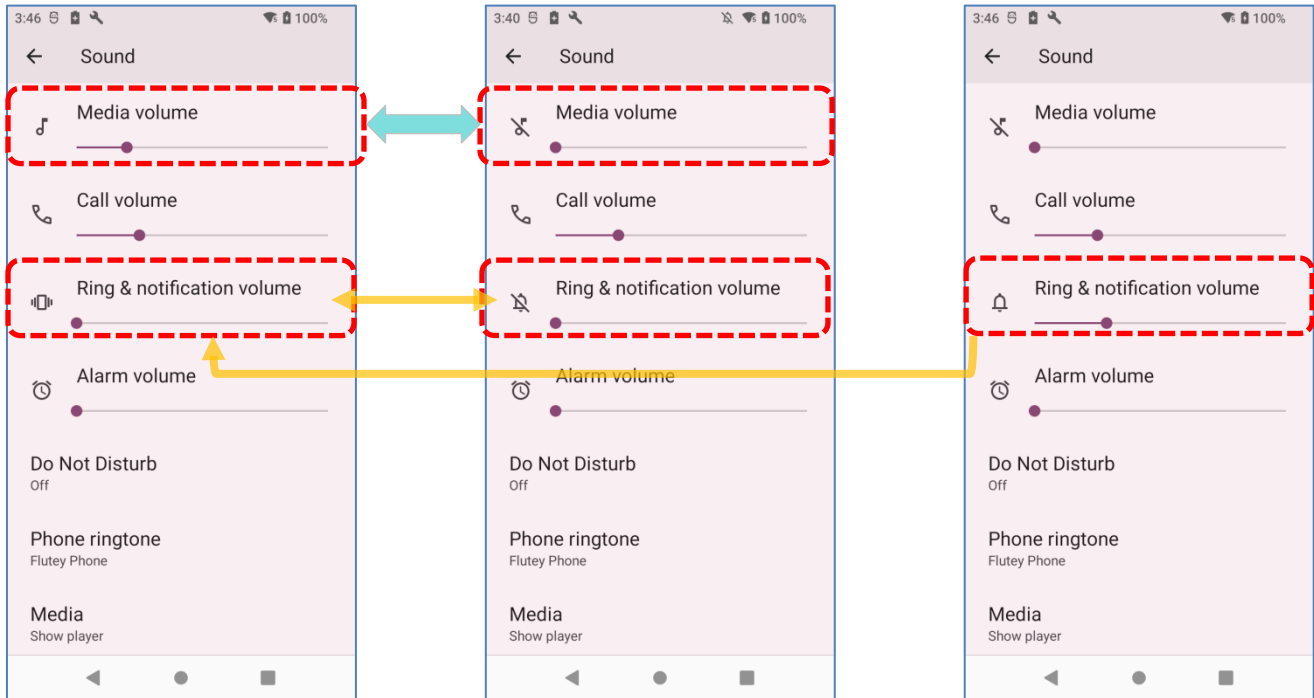 3:46
100%
Sound
Media volume
Call volume
Ring & notification volume
Alarm volume
Do Not Disturb
Off
Phone ringtone
Flutey Phone
Media
Show player
3:40
100%
Sound
Media volume
Call volume
Ring & notification volume
Alarm volume
Do Not Disturb
Off
Phone ringtone
Flutey Phone
Media
Show player
3:46
100%
Sound
Media volume
Call volume
Ring & notification volume
Alarm volume
Do Not Disturb
Off
Phone ringtone
Flutey Phone
Media
Show player